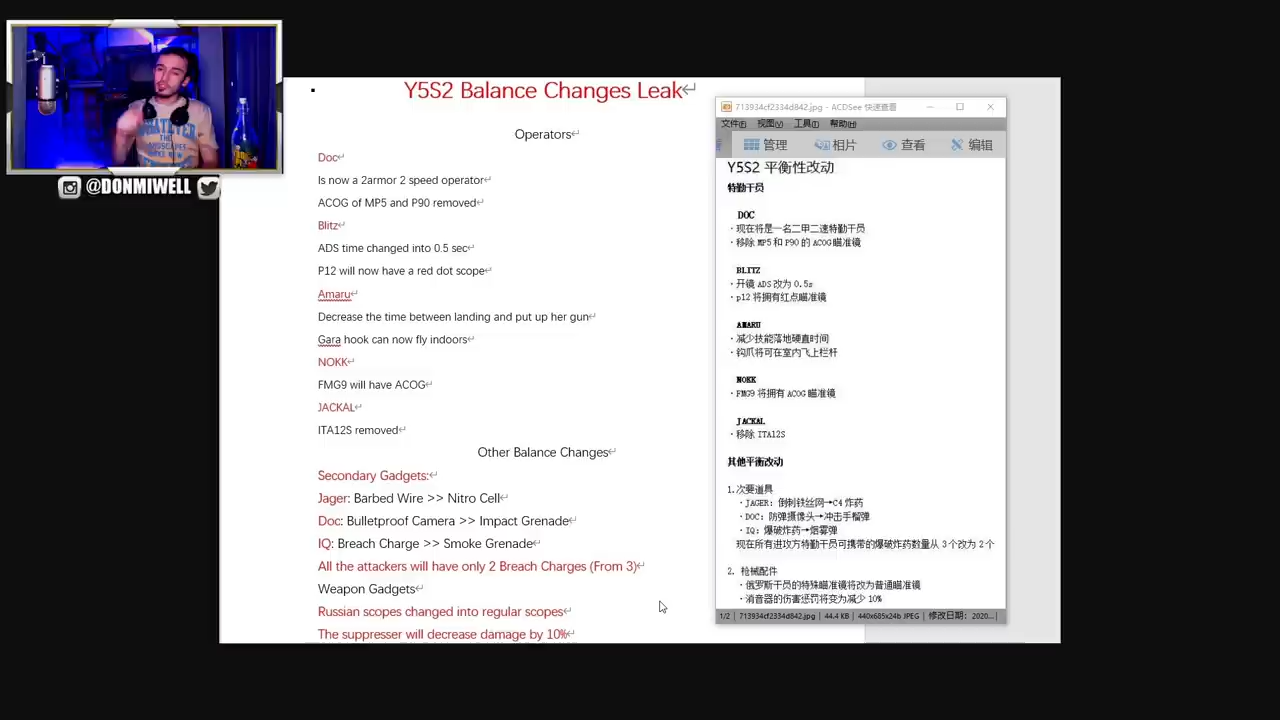 WHATEVER
THE
@DONMIWELL
Y5S2 Balance Changes Leak
Operators
Doc
Is now a 2armor 2 speed operator
ACOG of MP5 and P90 removed
Blitz
ADS time changed into 0.5 sec
P12 will now have a red dot scope
Amaru
Decrease the time between landing and put up her gun
Gara hook can now fly indoors
NOKK
FMG9 will have ACOG
JACKAL
ITA12S removed
Other Balance Changes
Secondary Gadgets:
Jager: Barbed Wire >> Nitro Cell
Doc: Bulletproof Camera >> Impact Grenade
IQ: Breach Charge >> Smoke Grenade
All the attackers will have only 2 Breach Charges (From 3)
Weapon Gadgets
Russian scopes changed into regular scopes
The suppresser will decrease damage by 10%
713934cf2334d842.jpg - ACDSee 快速查看
文件(F) 视图(V) 工具(T) 帮助(H)
管理 相片 查看 编辑
Y5S2 平衡性改动
特勤干员
DOC
·现在将是一名二甲二速特勤干员
·移除 MP5 和 P90 的 ACOG 瞄准镜
BLITZ
·开镜 ADS 改为 0.5s
·p12 将拥有红点瞄准镜
AMARU
·减少技能落地硬直时间
·钩爪将可在室内飞上栏杆
NOKK
·FMG9 将拥有 ACOG 瞄准镜
JACKAL
·移除 ITA12S
其他平衡改动
1.次要道具
·JAGER：倒刺铁丝网→C4 炸药
·DOC：防弹摄像头→冲击手榴弹
·IQ：爆破炸药→烟雾弹
现在所有进攻方特勤干员可携带的爆破炸药数量从 3 个改为 2 个
2. 枪械配件
·俄罗斯干员的特殊瞄准镜将改为普通瞄准镜
·消音器的伤害惩罚将变为减少 10%
1/2 713934cf2334d842.jpg 44.4 KB 440x685x24b JPEG 修改日期：2020...